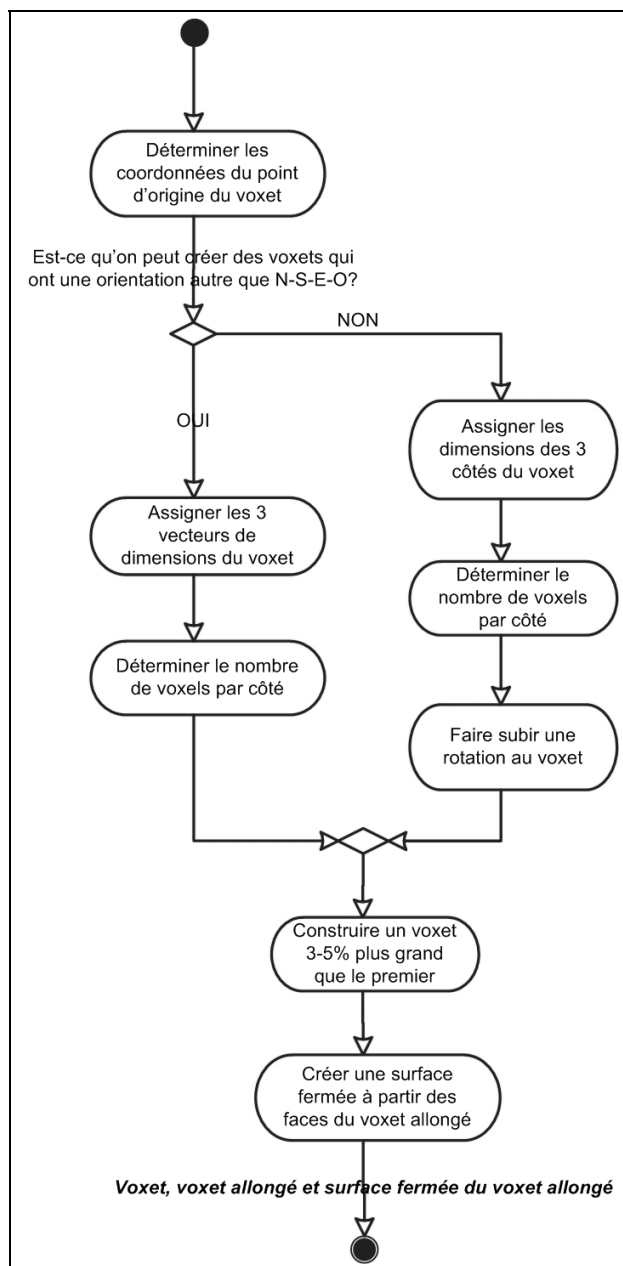 Déterminer les
coordonnées du point
d'origine du voxet
Est-ce qu'on peut créer des voxets qui
ont une orientation autre que N-S-E-O?
NON
OUI
Assigner les
dimensions des 3
côtés du voxet
Assigner les 3
vecteurs de
dimensions du voxet
Déterminer le
nombre de voxels
par côté
Déterminer le nombre
de voxels par côté
Faire subir une
rotation au voxet
Construire un voxet
3-5% plus grand
que le premier
Créer une surface
fermée à partir des
faces du voxet allongé
Voxet, voxet allongé et surface fermée du voxet allongé